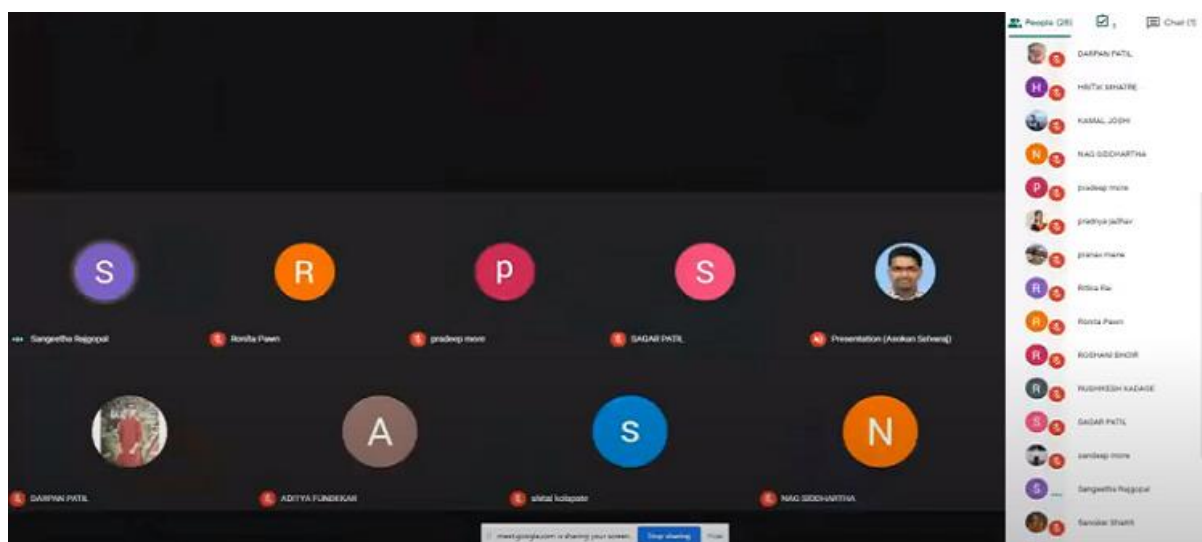 People (28)
Chat (1)
DARPAN PATIL
HRITIK MHATRE
KAMAL JOSHI
NAG SIDDHARTHA
pradeep more
pradnya jadhav
pranav mane
Ritika Rai
Ronita Pawn
ROSHANI BHOIR
RUSHIKESH KADAGE
SAGAR PATIL
sandeep more
Sangeetha Rajgopal
Sanskar Shakti
H
N
P
R
R
R
R
S
S
S
R
p
S
Sangeetha Rajgopal
Ronita Pawn
pradeep more
SAGAR PATIL
Presentation (Asokan Selvaraj)
A
S
N
DARPAN PATIL
ADITYA FUNDEKAR
shital kolapate
NAG SIDDHARTHA
meet.google.com is sharing your screen.
Stop sharing
Hide